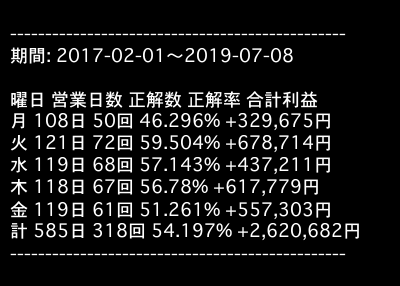 ------------------------------------------------
期間: 2017-02-01〜2019-07-08
曜日 営業日数 正解数 正解率 合計利益
月 108日 50回 46.296% +329,675円
火 121日 72回 59.504% +678,714円
水 119日 68回 57.143% +437,211円
木 118日 67回 56.78% +617,779円
金 119日 61回 51.261% +557,303円
計 585日 318回 54.197% +2,620,682円
------------------------------------------------